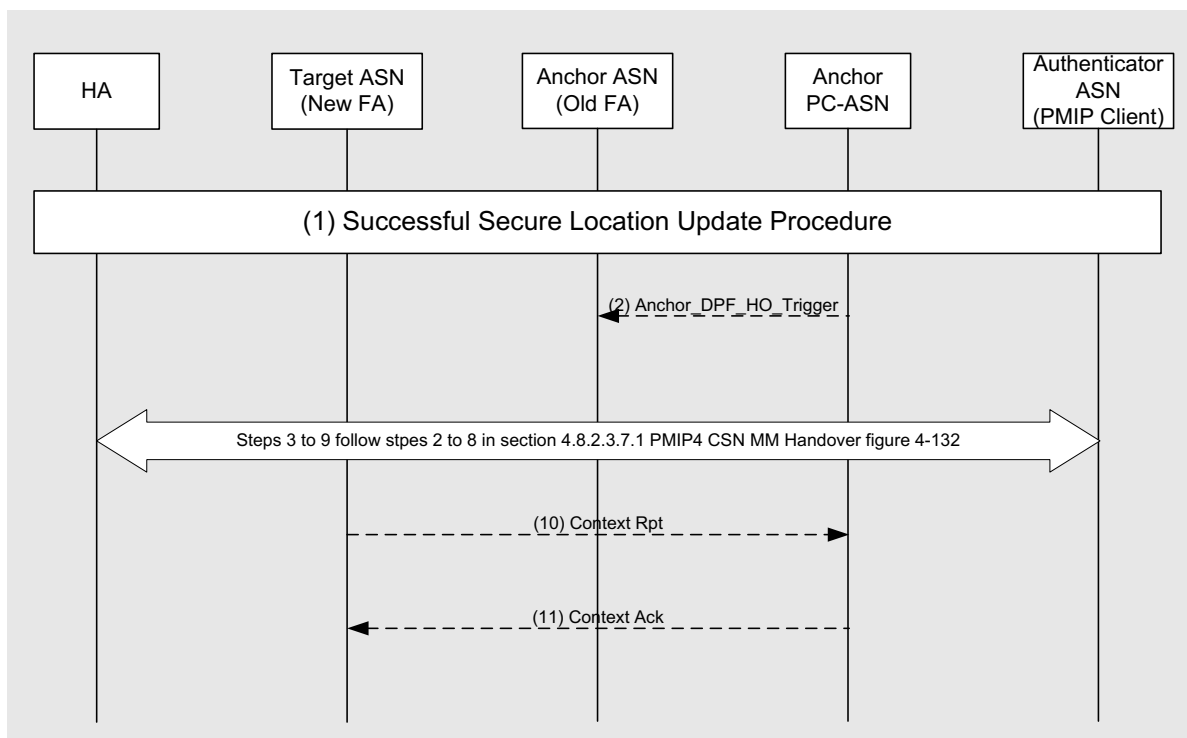 HA
Target ASN
(New FA)
Anchor ASN
(Old FA)
Anchor
PC-ASN
Authenticator
ASN
(PMIP Client)
(1) Successful Secure Location Update Procedure
(2) Anchor_DPF_HO_Trigger
Steps 3 to 9 follow stpes 2 to 8 in section 4.8.2.3.7.1 PMIP4 CSN MM Handover figure 4-132
(10) Context Rpt
(11) Context Ack